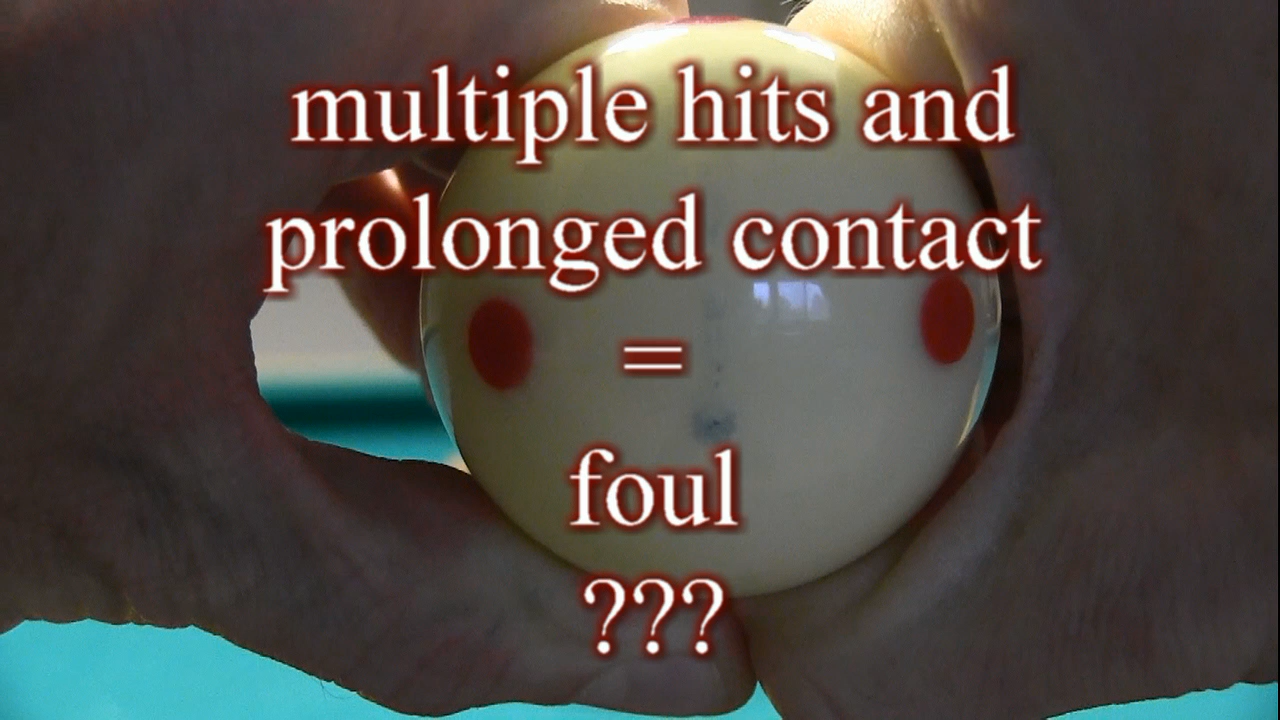 multiple hits and
prolonged contact
=
foul
???